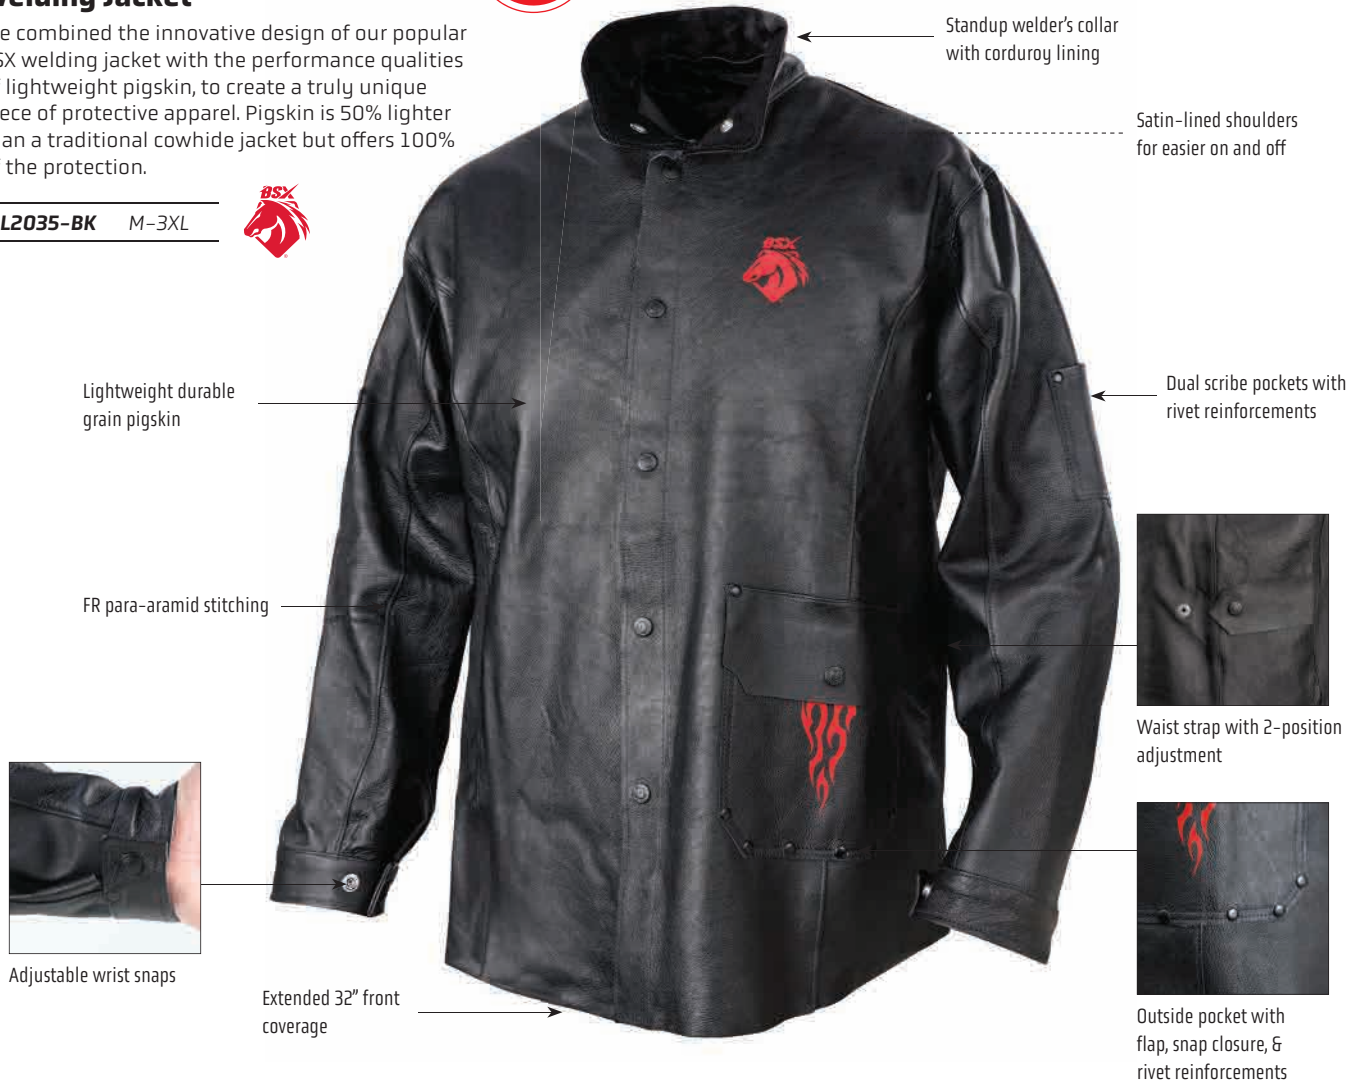 elding Jacket
e combined the innovative design of our popular
SX welding jacket with the performance qualities
lightweight pigskin, to create a truly unique
ece of protective apparel. Pigskin is 50% lighter
an a traditional cowhide jacket but offers 100%
the protection.
L2035-BK M-3XL
BSX
BSX
Standup welder's collar
with corduroy lining
Satin-lined shoulders
for easier on and off
Lightweight durable
grain pigskin
Dual scribe pockets with
rivet reinforcements
FR para-aramid stitching
Waist strap with 2-position
adjustment
Adjustable wrist snaps
Extended 32" front
coverage
Outside pocket with
flap, snap closure, &
rivet reinforcements